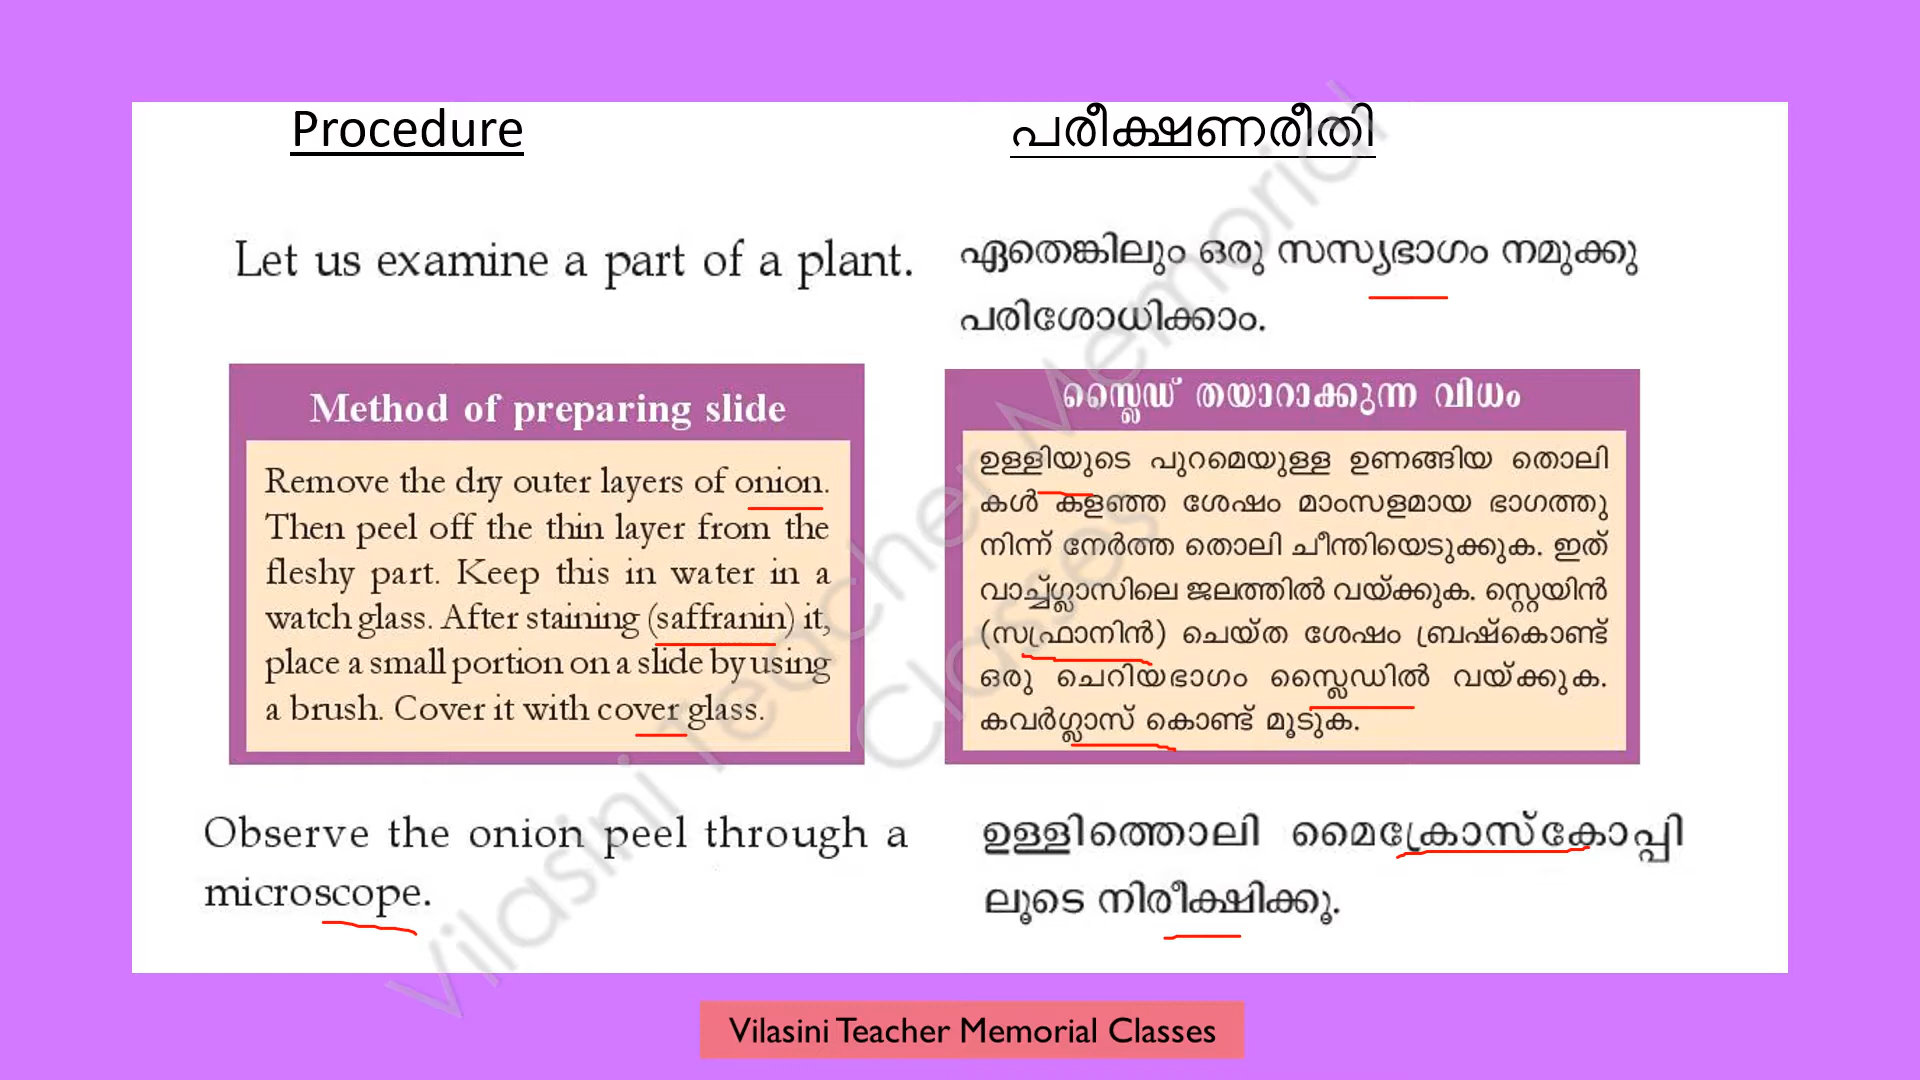 Procedure
Let us examine a part of a plant.
Method of preparing slide
Remove the dry outer layers of onion.
Then peel off the thin layer from the
fleshy part. Keep this in water in a
watch glass. After staining (saffranin) it,
place a small portion on a slide by using
a brush. Cover it with cover glass.
Observe the onion peel through a
microscope.
പരീക്ഷണരീതി
ഏതെങ്കിലും ഒരു സസ്യഭാഗം നമുക്കു
പരിശോധിക്കാം.
സ്ലൈഡ് തയാറാക്കുന്ന വിധം
ഉള്ളിയുടെ പുറമെയുള്ള ഉണങ്ങിയ തൊലി
കൾ കളഞ്ഞ ശേഷം മാംസളമായ ഭാഗത്തു
നിന്ന് നേർത്ത തൊലി ചീന്തിയെടുക്കുക. ഇത്
വാച്ച്ഗ്ലാസിലെ ജലത്തിൽ വയ്ക്കുക. സ്റ്റെയിൻ
(സഫ്രാനിൻ) ചെയ്ത ശേഷം ബ്രഷ്കൊണ്ട്
ഒരു ചെറിയഭാഗം സ്ലൈഡിൽ വയ്ക്കുക.
കവർഗ്ലാസ് കൊണ്ട് മൂടുക.
ഉള്ളിത്തൊലി മൈക്രോസ്കോപ്പി
ലൂടെ നിരീക്ഷിക്കൂ.
Vilasini Teacher Memorial
Classes
Vilasini Teacher Memorial Classes